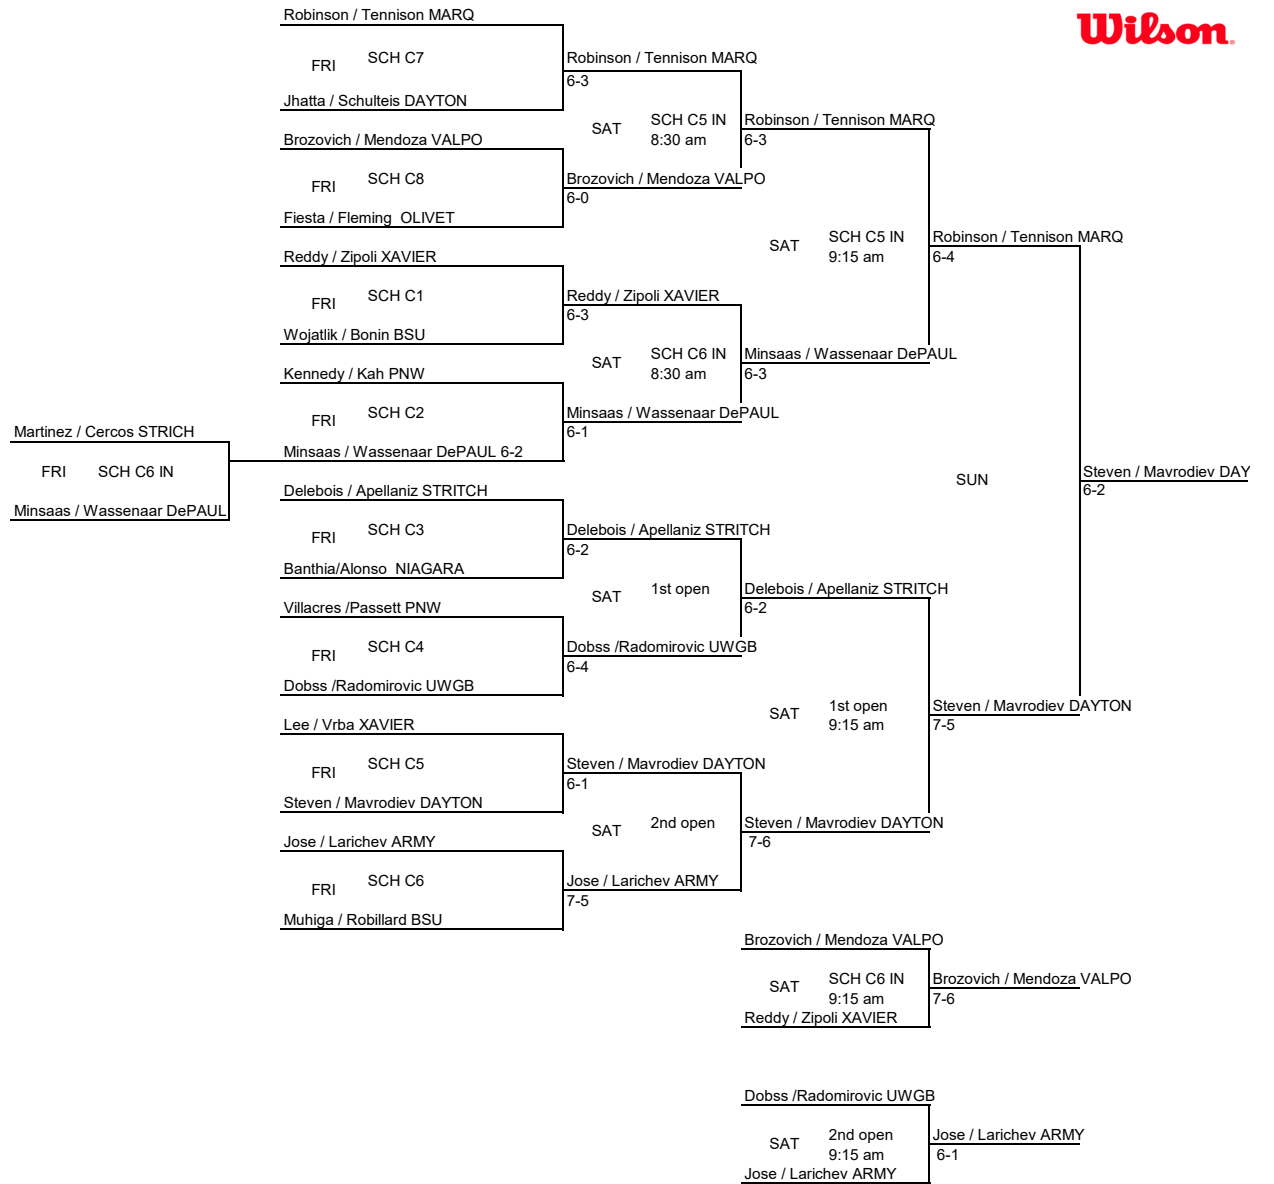 Robinson / Tennison MARQ
Wilson.
FRI
SCH C7
Robinson / Tennison MARQ
6-3
Jhatta / Schulteis DAYTON
SAT
SCH C5 IN
8:30 am
Robinson / Tennison MARQ
6-3
Brozovich / Mendoza VALPO
FRI
SCH C8
Brozovich / Mendoza VALPO
6-0
Fiesta / Fleming  OLIVET
SAT
SCH C5 IN
9:15 am
Robinson / Tennison MARQ
6-4
Reddy / Zipoli XAVIER
FRI
SCH C1
Reddy / Zipoli XAVIER
6-3
Wojatlik / Bonin BSU
SAT
SCH C6 IN
8:30 am
Minsaas / Wassenaar DePAUL
6-3
Kennedy / Kah PNW
FRI
SCH C2
Minsaas / Wassenaar DePAUL
6-1
Martinez / Cercos STRICH
Minsaas / Wassenaar DePAUL 6-2
FRI
SCH C6 IN
SUN
Steven / Mavrodiev DAY
6-2
Minsaas / Wassenaar DePAUL
Delebois / Apellaniz STRITCH
FRI
SCH C3
Delebois / Apellaniz STRITCH
6-2
Banthia/Alonso  NIAGARA
SAT
1st open
Delebois / Apellaniz STRITCH
6-2
Villacres /Passett PNW
FRI
SCH C4
Dobss /Radomirovic UWGB
6-4
Dobss /Radomirovic UWGB
SAT
1st open
9:15 am
Steven / Mavrodiev DAYTON
7-5
Lee / Vrba XAVIER
FRI
SCH C5
Steven / Mavrodiev DAYTON
6-1
Steven / Mavrodiev DAYTON
SAT
2nd open
Steven / Mavrodiev DAYTON
7-6
Jose / Larichev ARMY
FRI
SCH C6
Jose / Larichev ARMY
7-5
Muhiga / Robillard BSU
Brozovich / Mendoza VALPO
SAT
SCH C6 IN
9:15 am
Brozovich / Mendoza VALPO
7-6
Reddy / Zipoli XAVIER
Dobss /Radomirovic UWGB
SAT
2nd open
9:15 am
Jose / Larichev ARMY
6-1
Jose / Larichev ARMY